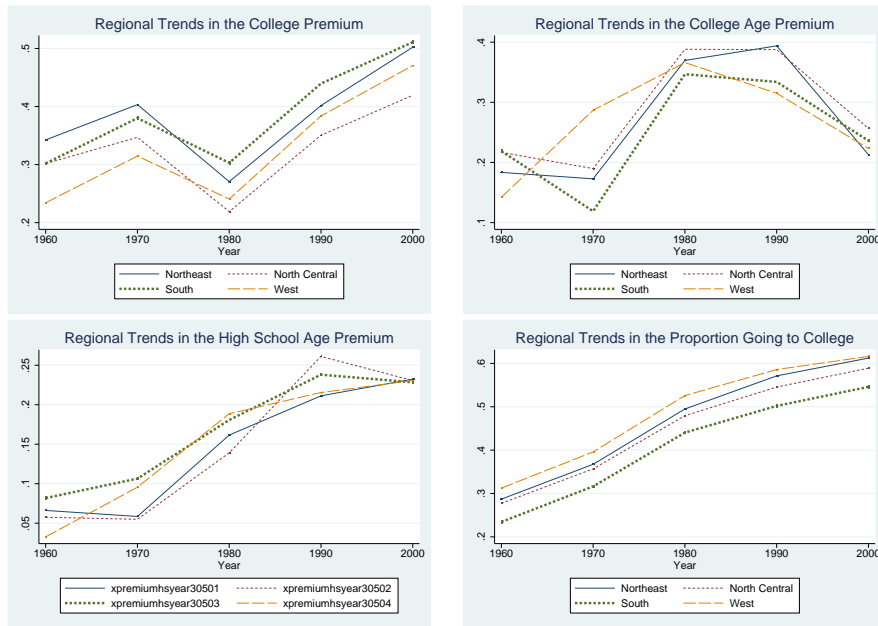 Regional Trends in the College Premium
.5
.4
.3
.2
1960 1970 1980 1990 2000
Year
Northeast North Central
South West
Regional Trends in the College Age Premium
.4
.3
.2
.1
1960 1970 1980 1990 2000
Year
Northeast North Central
South West
Regional Trends in the High School Age Premium
.25
.2
.15
.1
.05
1960 1970 1980 1990 2000
Year
xpremiumhsyear30501 xpremiumhsyear30502
xpremiumhsyear30503 xpremiumhsyear30504
Regional Trends in the Proportion Going to College
.6
.5
.4
.3
.2
1960 1970 1980 1990 2000
Year
Northeast North Central
South West